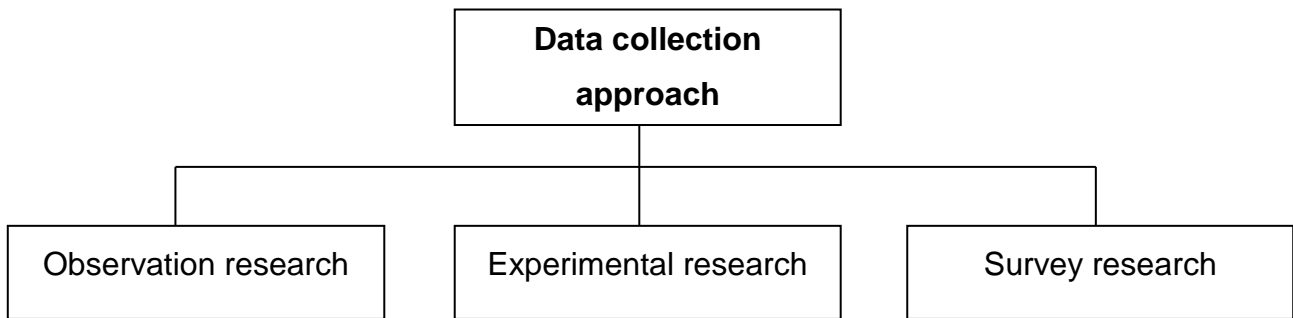 Data collection
approach
Observation research
Experimental research
Survey research